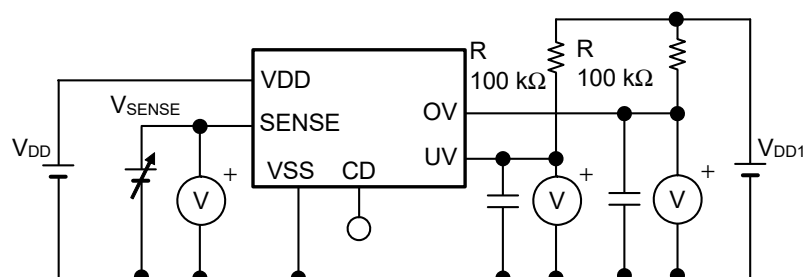 R
100 kΩ
R
100 kΩ
VDD
VSENSE
SENSE
OV
VDD
VDD1
UV
VSS
CD
+
V
+
V
+
V